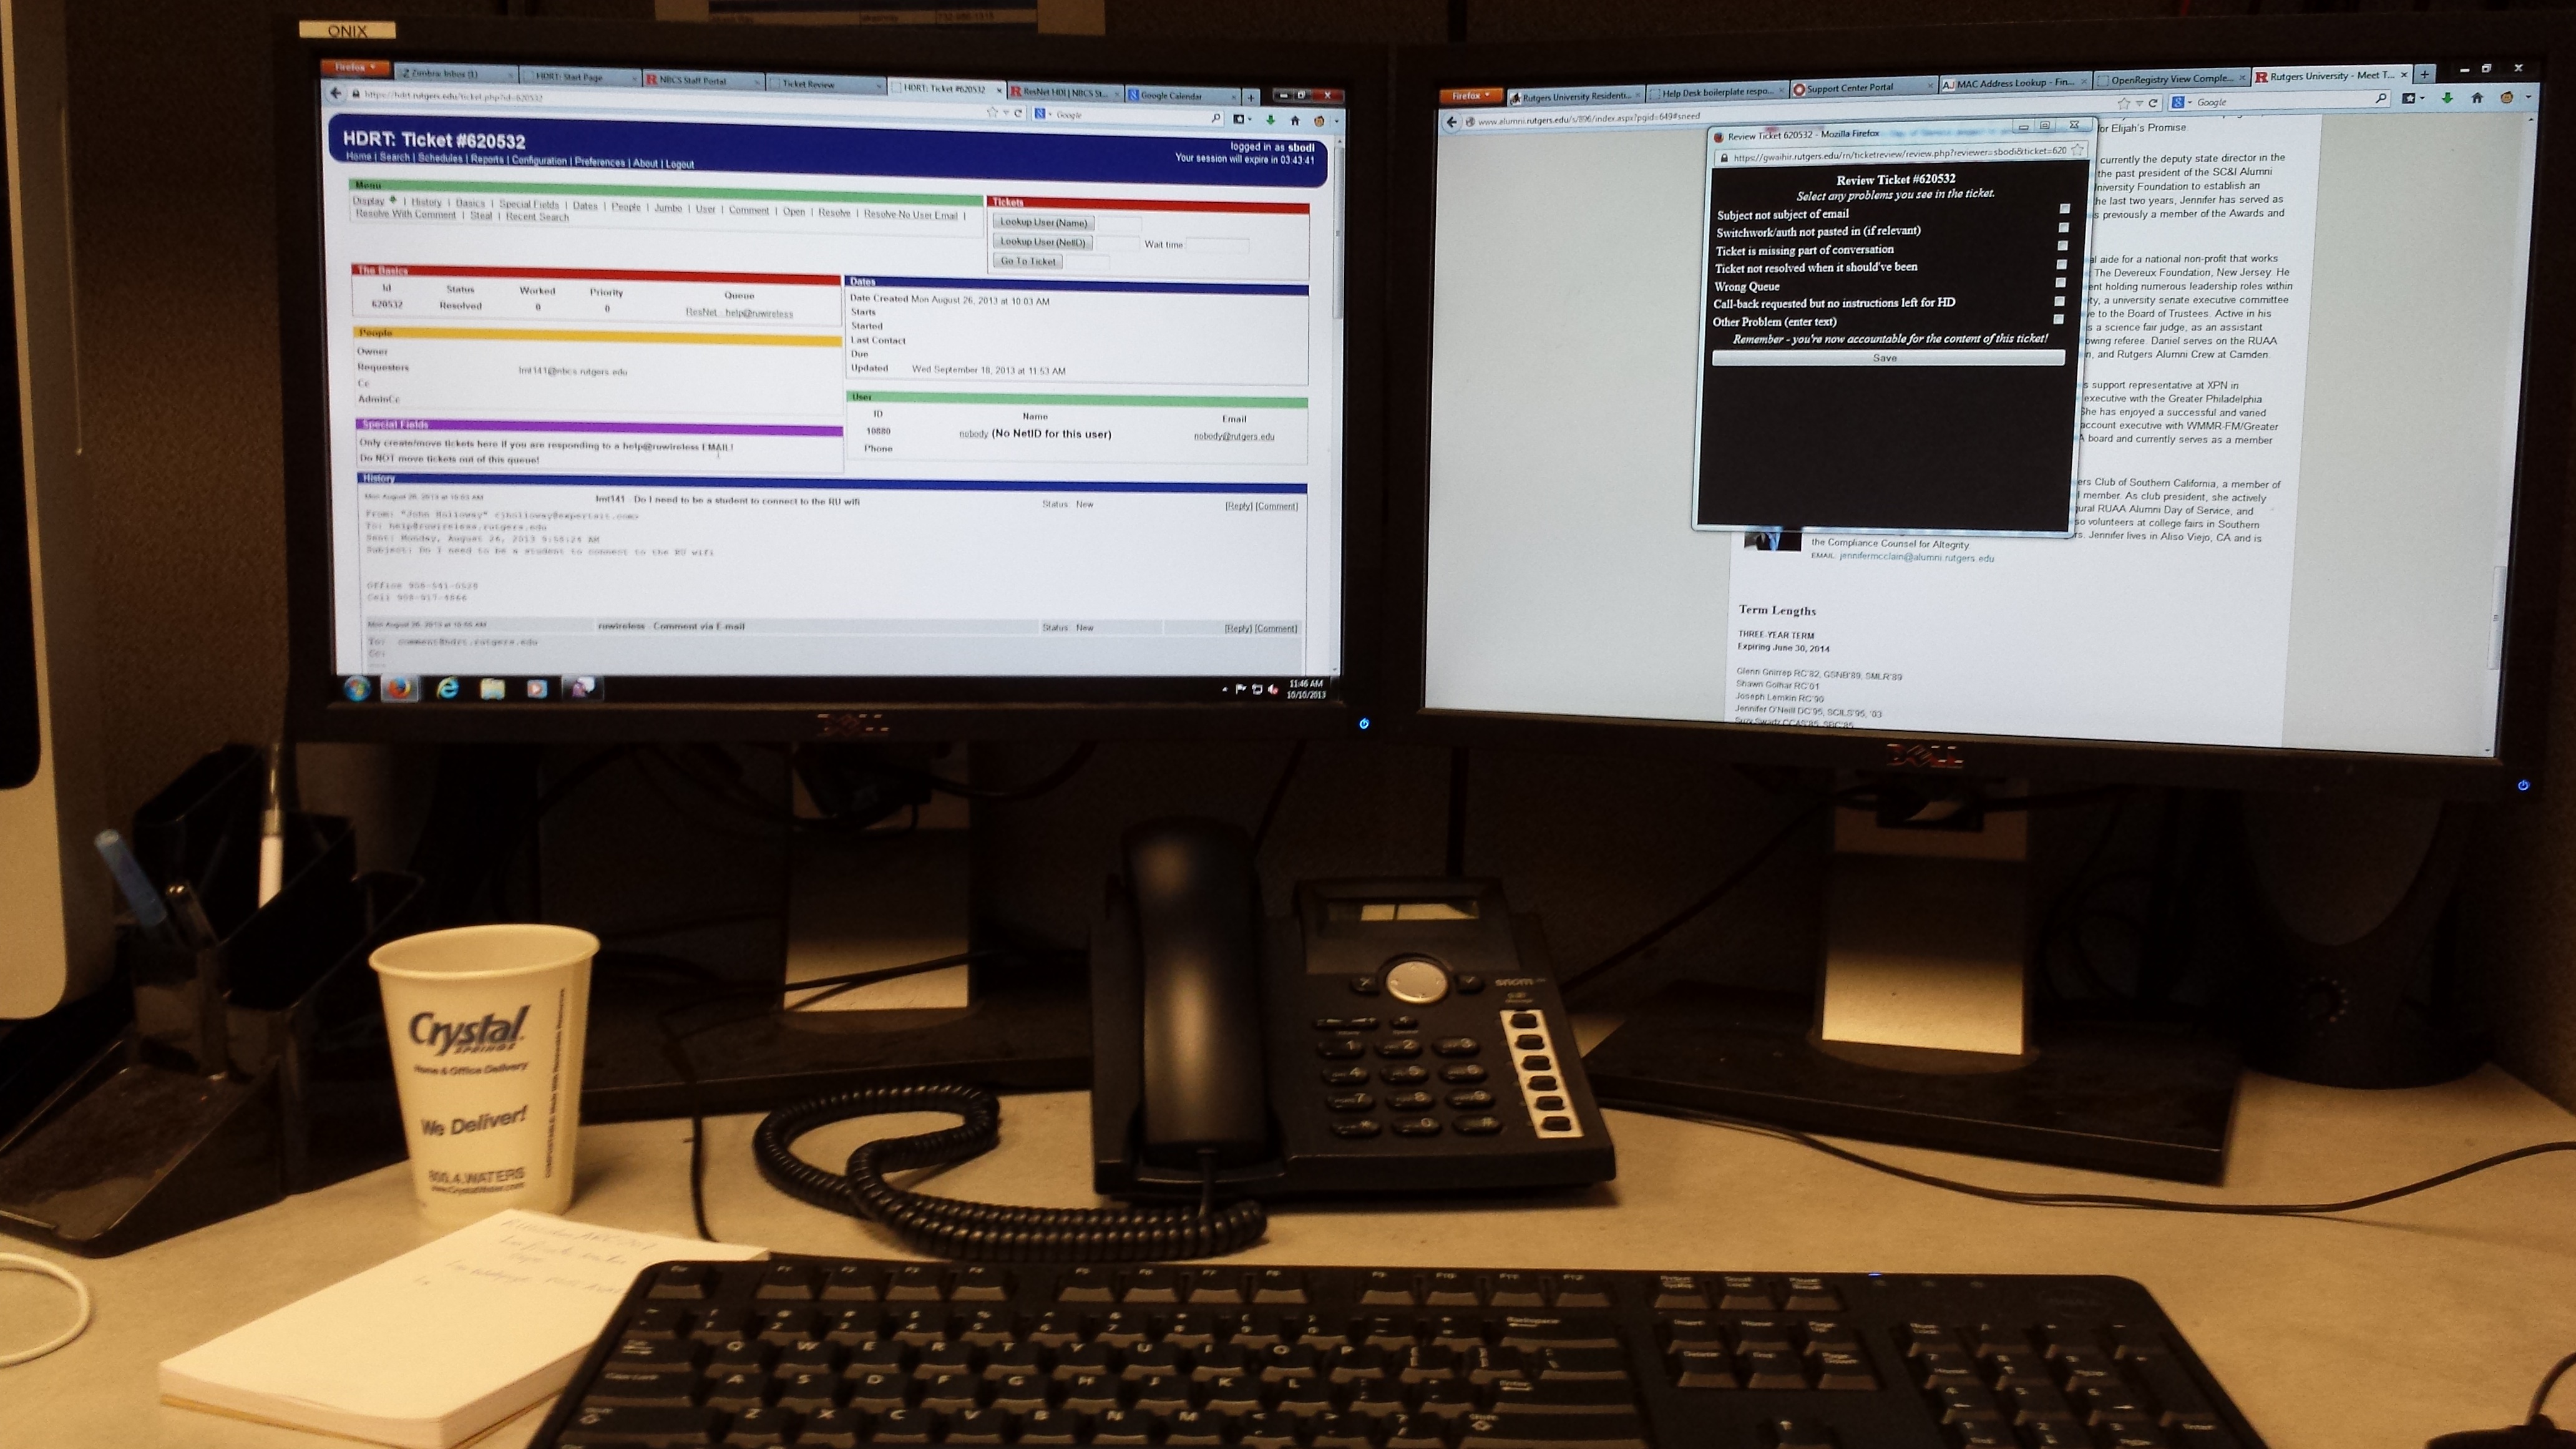 ONIX
Firefox
Zimbra: Inbox (1)
HDRT: Start Page
NBCS Staff Portal
Ticket Review
HDRT: Ticket #620532
ResNet HD! | NBCS St...
Google Calendar
https://hdrt.rutgers.edu/ticket.php?id=620532
Google
HDRT: Ticket #620532
logged in as sbodi
Home | Search | Schedules | Reports | Configuration | Preferences | About | Logout
Your session will expire in 03:43:41
Menu
Display | History | Basics | Special Fields | Dates | People | Jumbo | User | Comment | Open | Resolve | Resolve No User Email |
Resolve With Comment | Steal | Recent Search
Tickets
Lookup User (Name)
Lookup User (NetID)
Wait time
Go To Ticket
The Basics
Id Status Worked Priority Queue
620532 Resolved 0 0 ResNet help@ruwireless
People
Owner
Requestors lmt141@nbcs.rutgers.edu
Cc
AdminCc
Special Fields
Only create/move tickets here if you are responding to a help@ruwireless EMAIL!
Do NOT move tickets out of this queue!
Dates
Date Created Mon August 26, 2013 at 10:03 AM
Starts
Started
Last Contact
Due
Updated Wed September 18, 2013 at 11:53 AM
User
ID Name Email
10880 nobody (No NetID for this user) nobody@rutgers.edu
Phone
History
Mon August 26, 2013 at 10:03 AM lmt141 - Do I need to be a student to connect to the RU wifi Status New [Reply] [Comment]
From: "John Holloway" <jholloway@expertsit.com>
To: help@ruwireless.rutgers.edu
Sent: Monday, August 26, 2013 9:55:24 AM
Subject: Do I need to be a student to connect to the RU wifi
Office
Cell
ruwireless - Comment via E-mail Status New [Reply] [Comment]
To: comment@hdrt.rutgers.edu
Cc:
11:46 AM
10/10/2013
DELL
Firefox
Rutgers University Residenti...
Help Desk boilerplate respo...
Support Center Portal
MAC Address Lookup - Fin...
OpenRegistry View Comple...
Rutgers University - Meet T...
www.alumni.rutgers.edu/s/896/index.aspx?pgid=649#sneed
Google
Review Ticket 620532 - Mozilla Firefox
https://gwaihir.rutgers.edu/rn/ticketreview/review.php?reviewer=sbodi&ticket=620
Review Ticket #620532
Select any problems you see in the ticket.
Subject not subject of email
Switchwork/auth not pasted in (if relevant)
Ticket is missing part of conversation
Ticket not resolved when it should've been
Wrong Queue
Call-back requested but no instructions left for HD
Other Problem (enter text)
Remember - you're now accountable for the content of this ticket!
Save
for Elijah's Promise.
currently the deputy state director in the
the past president of the SC&I Alumni
niversity Foundation to establish an
he last two years, Jennifer has served as
s previously a member of the Awards and
al aide for a national non-profit that works
The Devereux Foundation, New Jersey. He
ent holding numerous leadership roles within
ty, a university senate executive committee
e to the Board of Trustees. Active in his
s a science fair judge, as an assistant
owing referee. Daniel serves on the RUAA
n, and Rutgers Alumni Crew at Camden.
s support representative at XPN in
executive with the Greater Philadelphia
She has enjoyed a successful and varied
account executive with WMMR-FM/Greater
A board and currently serves as a member
ers Club of Southern California, a member of
l member. As club president, she actively
ural RUAA Alumni Day of Service, and
so volunteers at college fairs in Southern
rs. Jennifer lives in Aliso Viejo, CA and is
the Compliance Counsel for Altegrity.
EMAIL: jennifermcclain@alumni.rutgers.edu
Term Lengths
THREE-YEAR TERM
Expiring June 30, 2014
Glenn Gnirrep RC'82, GSNB'89, SMLR'89
Shawn Golhar RC'01
Joseph Lemkin RC'90
Jennifer O'Neill DC'95, SCILS'95, '03
Suzy Swartz CCAS'85, SBC'85
DELL
snom
Crystal
SPRINGS
Home & Office Delivery
We Deliver!
800.4.WATERS
www.CrystalWater.com